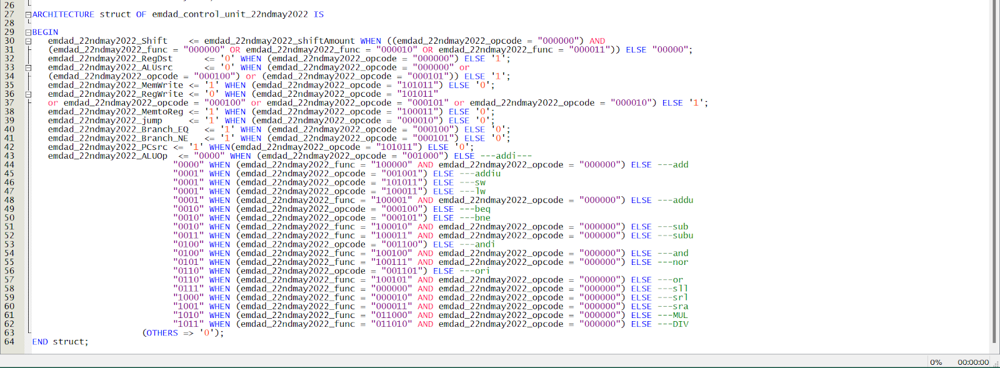 26
27 ARCHITECTURE struct OF emdad_control_unit_22ndmay2022 IS
28
29 BEGIN
30 emdad_22ndmay2022_Shift <= emdad_22ndmay2022_shiftAmount WHEN ((emdad_22ndmay2022_opcode = "000000") AND
31 (emdad_22ndmay2022_func = "000000" OR emdad_22ndmay2022_func = "000010" OR emdad_22ndmay2022_func = "000011")) ELSE "00000";
32 emdad_22ndmay2022_RegDst <= '0' WHEN (emdad_22ndmay2022_opcode = "000000") ELSE '1';
33 emdad_22ndmay2022_ALUsrc <= '0' WHEN (emdad_22ndmay2022_opcode = "000000" or
34 (emdad_22ndmay2022_opcode = "000100") or (emdad_22ndmay2022_opcode = "000101")) ELSE '1';
35 emdad_22ndmay2022_MemWrite <= '1' WHEN (emdad_22ndmay2022_opcode = "101011") ELSE '0';
36 emdad_22ndmay2022_RegWrite <= '0' WHEN (emdad_22ndmay2022_opcode = "101011"
37 or emdad_22ndmay2022_opcode = "000100" or emdad_22ndmay2022_opcode = "000101" or emdad_22ndmay2022_opcode = "000010") ELSE '1';
38 emdad_22ndmay2022_MemtoReg <= '1' WHEN (emdad_22ndmay2022_opcode = "100011") ELSE '0';
39 emdad_22ndmay2022_jump <= '1' WHEN (emdad_22ndmay2022_opcode = "000010") ELSE '0';
40 emdad_22ndmay2022_Branch_EQ <= '1' WHEN (emdad_22ndmay2022_opcode = "000100") ELSE '0';
41 emdad_22ndmay2022_Branch_NE <= '1' WHEN (emdad_22ndmay2022_opcode = "000101") ELSE '0';
42 emdad_22ndmay2022_PCsrc <= '1' WHEN(emdad_22ndmay2022_opcode = "101011") ELSE '0';
43 emdad_22ndmay2022_ALUOp <= "0000" WHEN (emdad_22ndmay2022_opcode = "001000") ELSE ---addi---
44 "0000" WHEN (emdad_22ndmay2022_func = "100000" AND emdad_22ndmay2022_opcode = "000000") ELSE ---add
45 "0001" WHEN (emdad_22ndmay2022_opcode = "001001") ELSE ---addiu
46 "0001" WHEN (emdad_22ndmay2022_opcode = "101011") ELSE ---sw
47 "0001" WHEN (emdad_22ndmay2022_opcode = "100011") ELSE ---lw
48 "0001" WHEN (emdad_22ndmay2022_func = "100001" AND emdad_22ndmay2022_opcode = "000000") ELSE ---addu
49 "0010" WHEN (emdad_22ndmay2022_opcode = "000100") ELSE ---beq
50 "0010" WHEN (emdad_22ndmay2022_opcode = "000101") ELSE ---bne
51 "0010" WHEN (emdad_22ndmay2022_func = "100010" AND emdad_22ndmay2022_opcode = "000000") ELSE ---sub
52 "0011" WHEN (emdad_22ndmay2022_func = "100011" AND emdad_22ndmay2022_opcode = "000000") ELSE ---subu
53 "0100" WHEN (emdad_22ndmay2022_opcode = "001100") ELSE ---andi
54 "0100" WHEN (emdad_22ndmay2022_func = "100100" AND emdad_22ndmay2022_opcode = "000000") ELSE ---and
55 "0101" WHEN (emdad_22ndmay2022_func = "100111" AND emdad_22ndmay2022_opcode = "000000") ELSE ---nor
56 "0110" WHEN (emdad_22ndmay2022_opcode = "001101") ELSE ---ori
57 "0110" WHEN (emdad_22ndmay2022_func = "100101" AND emdad_22ndmay2022_opcode = "000000") ELSE ---or
58 "0111" WHEN (emdad_22ndmay2022_func = "000000" AND emdad_22ndmay2022_opcode = "000000") ELSE ---sll
59 "1000" WHEN (emdad_22ndmay2022_func = "000010" AND emdad_22ndmay2022_opcode = "000000") ELSE ---srl
60 "1001" WHEN (emdad_22ndmay2022_func = "000011" AND emdad_22ndmay2022_opcode = "000000") ELSE ---sra
61 "1010" WHEN (emdad_22ndmay2022_func = "011000" AND emdad_22ndmay2022_opcode = "000000") ELSE ---MUL
62 "1011" WHEN (emdad_22ndmay2022_func = "011010" AND emdad_22ndmay2022_opcode = "000000") ELSE ---DIV
63 (OTHERS => '0');
64 END struct;
0% 00:00:00